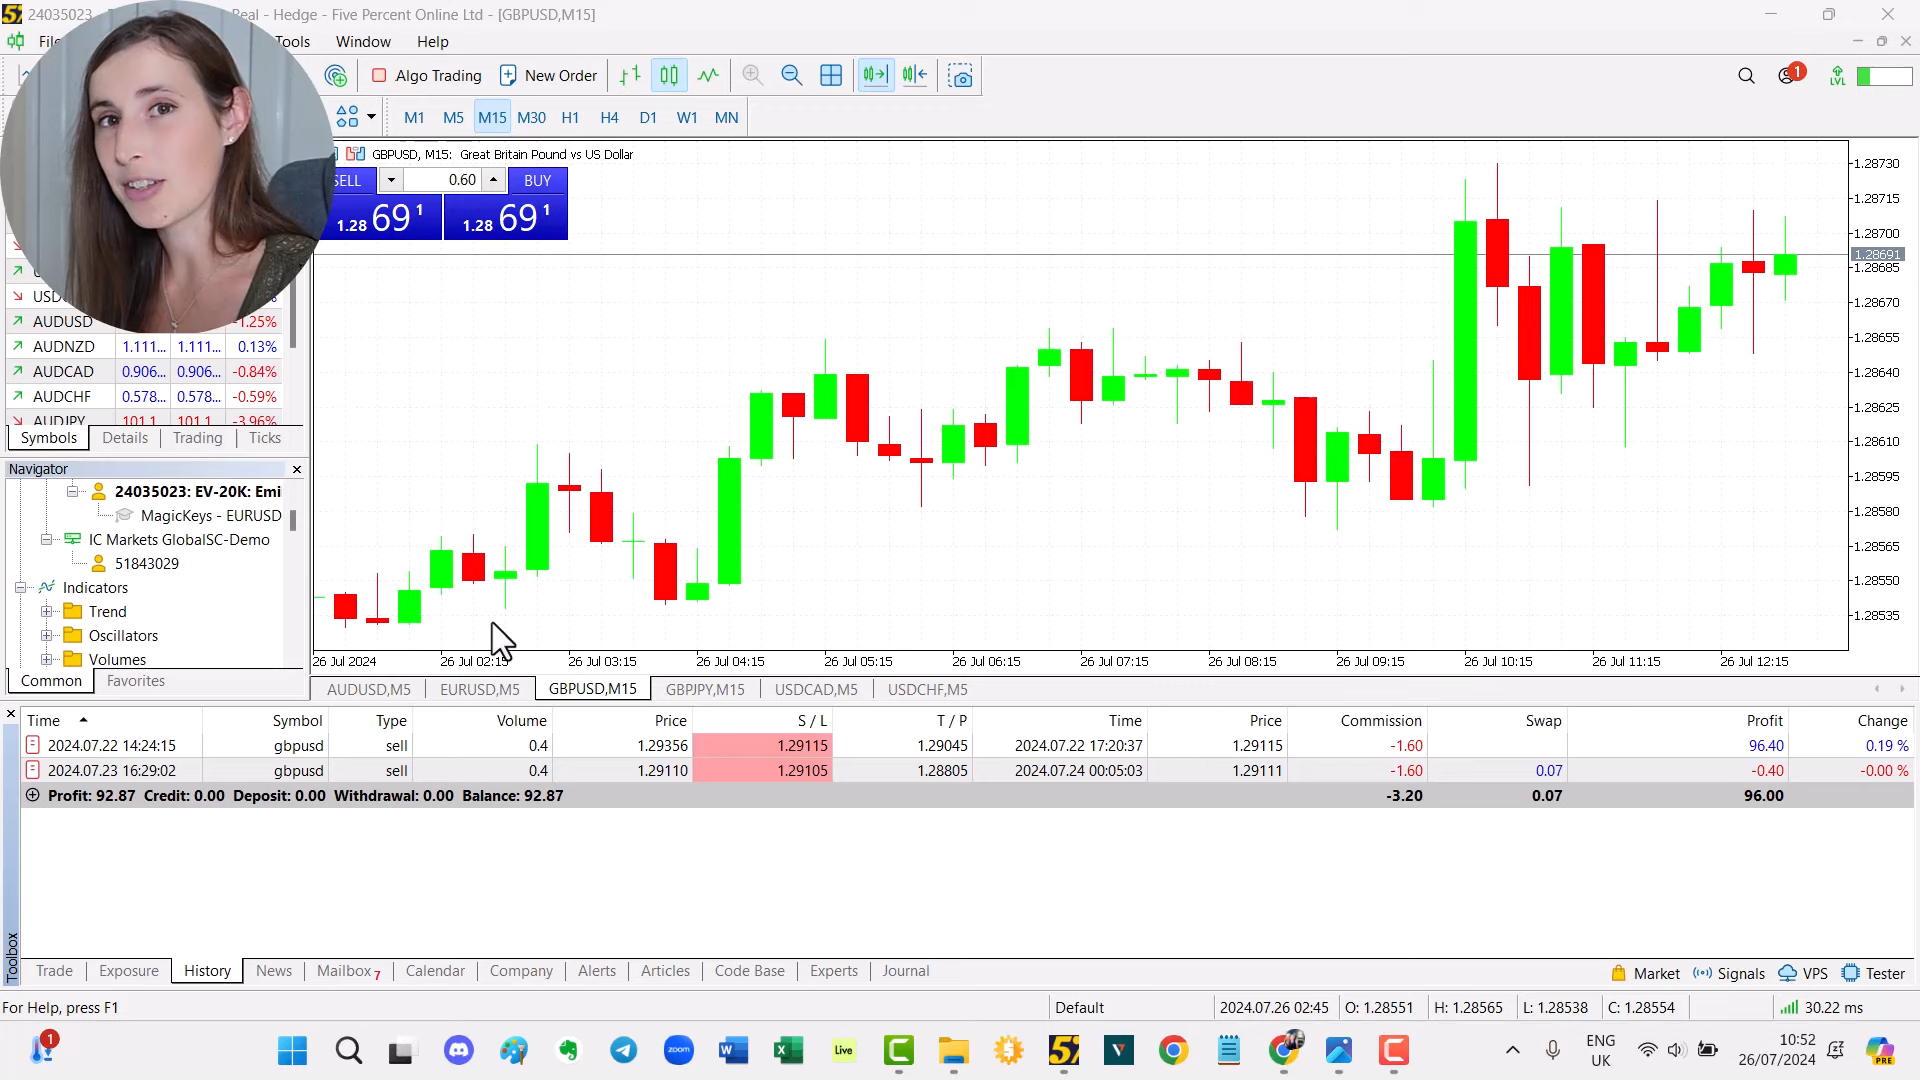 24035023 - Real - Hedge - Five Percent Online Ltd - [GBPUSD,M15]
Tools Window Help
Algo Trading New Order
1
LVL
M1 M5 M15 M30 H1 H4 D1 W1 MN
GBPUSD, M15: Great Britain Pound vs US Dollar
SELL 0.60 BUY
1.28 69 1 1.28 69 1
1.28730
1.28715
1.28700
1.28691
1.28685
1.28670
1.28655
1.28640
1.28625
1.28610
1.28595
1.28580
1.28565
1.28550
1.28535
AUDUSD -1.25%
AUDNZD 1.111... 1.111... 0.13%
AUDCAD 0.906... 0.906... -0.84%
AUDCHF 0.578... 0.578... -0.59%
AUDJPY 101.1 101.1 -3.96%
Symbols Details Trading Ticks
Navigator
24035023: EV-20K: Emi
MagicKeys - EURUSD
IC Markets GlobalSC-Demo
51843029
Indicators
Trend
Oscillators
Volumes
Common Favorites
26 Jul 2024 26 Jul 02:15 26 Jul 03:15 26 Jul 04:15 26 Jul 05:15 26 Jul 06:15 26 Jul 07:15 26 Jul 08:15 26 Jul 09:15 26 Jul 10:15 26 Jul 11:15 26 Jul 12:15
AUDUSD,M5 EURUSD,M5 GBPUSD,M15 GBPJPY,M15 USDCAD,M5 USDCHF,M5
Time Symbol Type Volume Price S / L T / P Time Price Commission Swap Profit Change
2024.07.22 14:24:15 gbpusd sell 0.4 1.29356 1.29115 1.29045 2024.07.22 17:20:37 1.29115 -1.60 96.40 0.19 %
2024.07.23 16:29:02 gbpusd sell 0.4 1.29110 1.29105 1.28805 2024.07.24 00:05:03 1.29111 -1.60 0.07 -0.40 -0.00 %
Profit: 92.87 Credit: 0.00 Deposit: 0.00 Withdrawal: 0.00 Balance: 92.87 -3.20 0.07 96.00
Toolbox
Trade Exposure History News Mailbox 7 Calendar Company Alerts Articles Code Base Experts Journal Market Signals VPS Tester
For Help, press F1 Default 2024.07.26 02:45 O: 1.28551 H: 1.28565 L: 1.28538 C: 1.28554 30.22 ms
1
zoom
Live
ENG
UK
10:52
26/07/2024
PRE